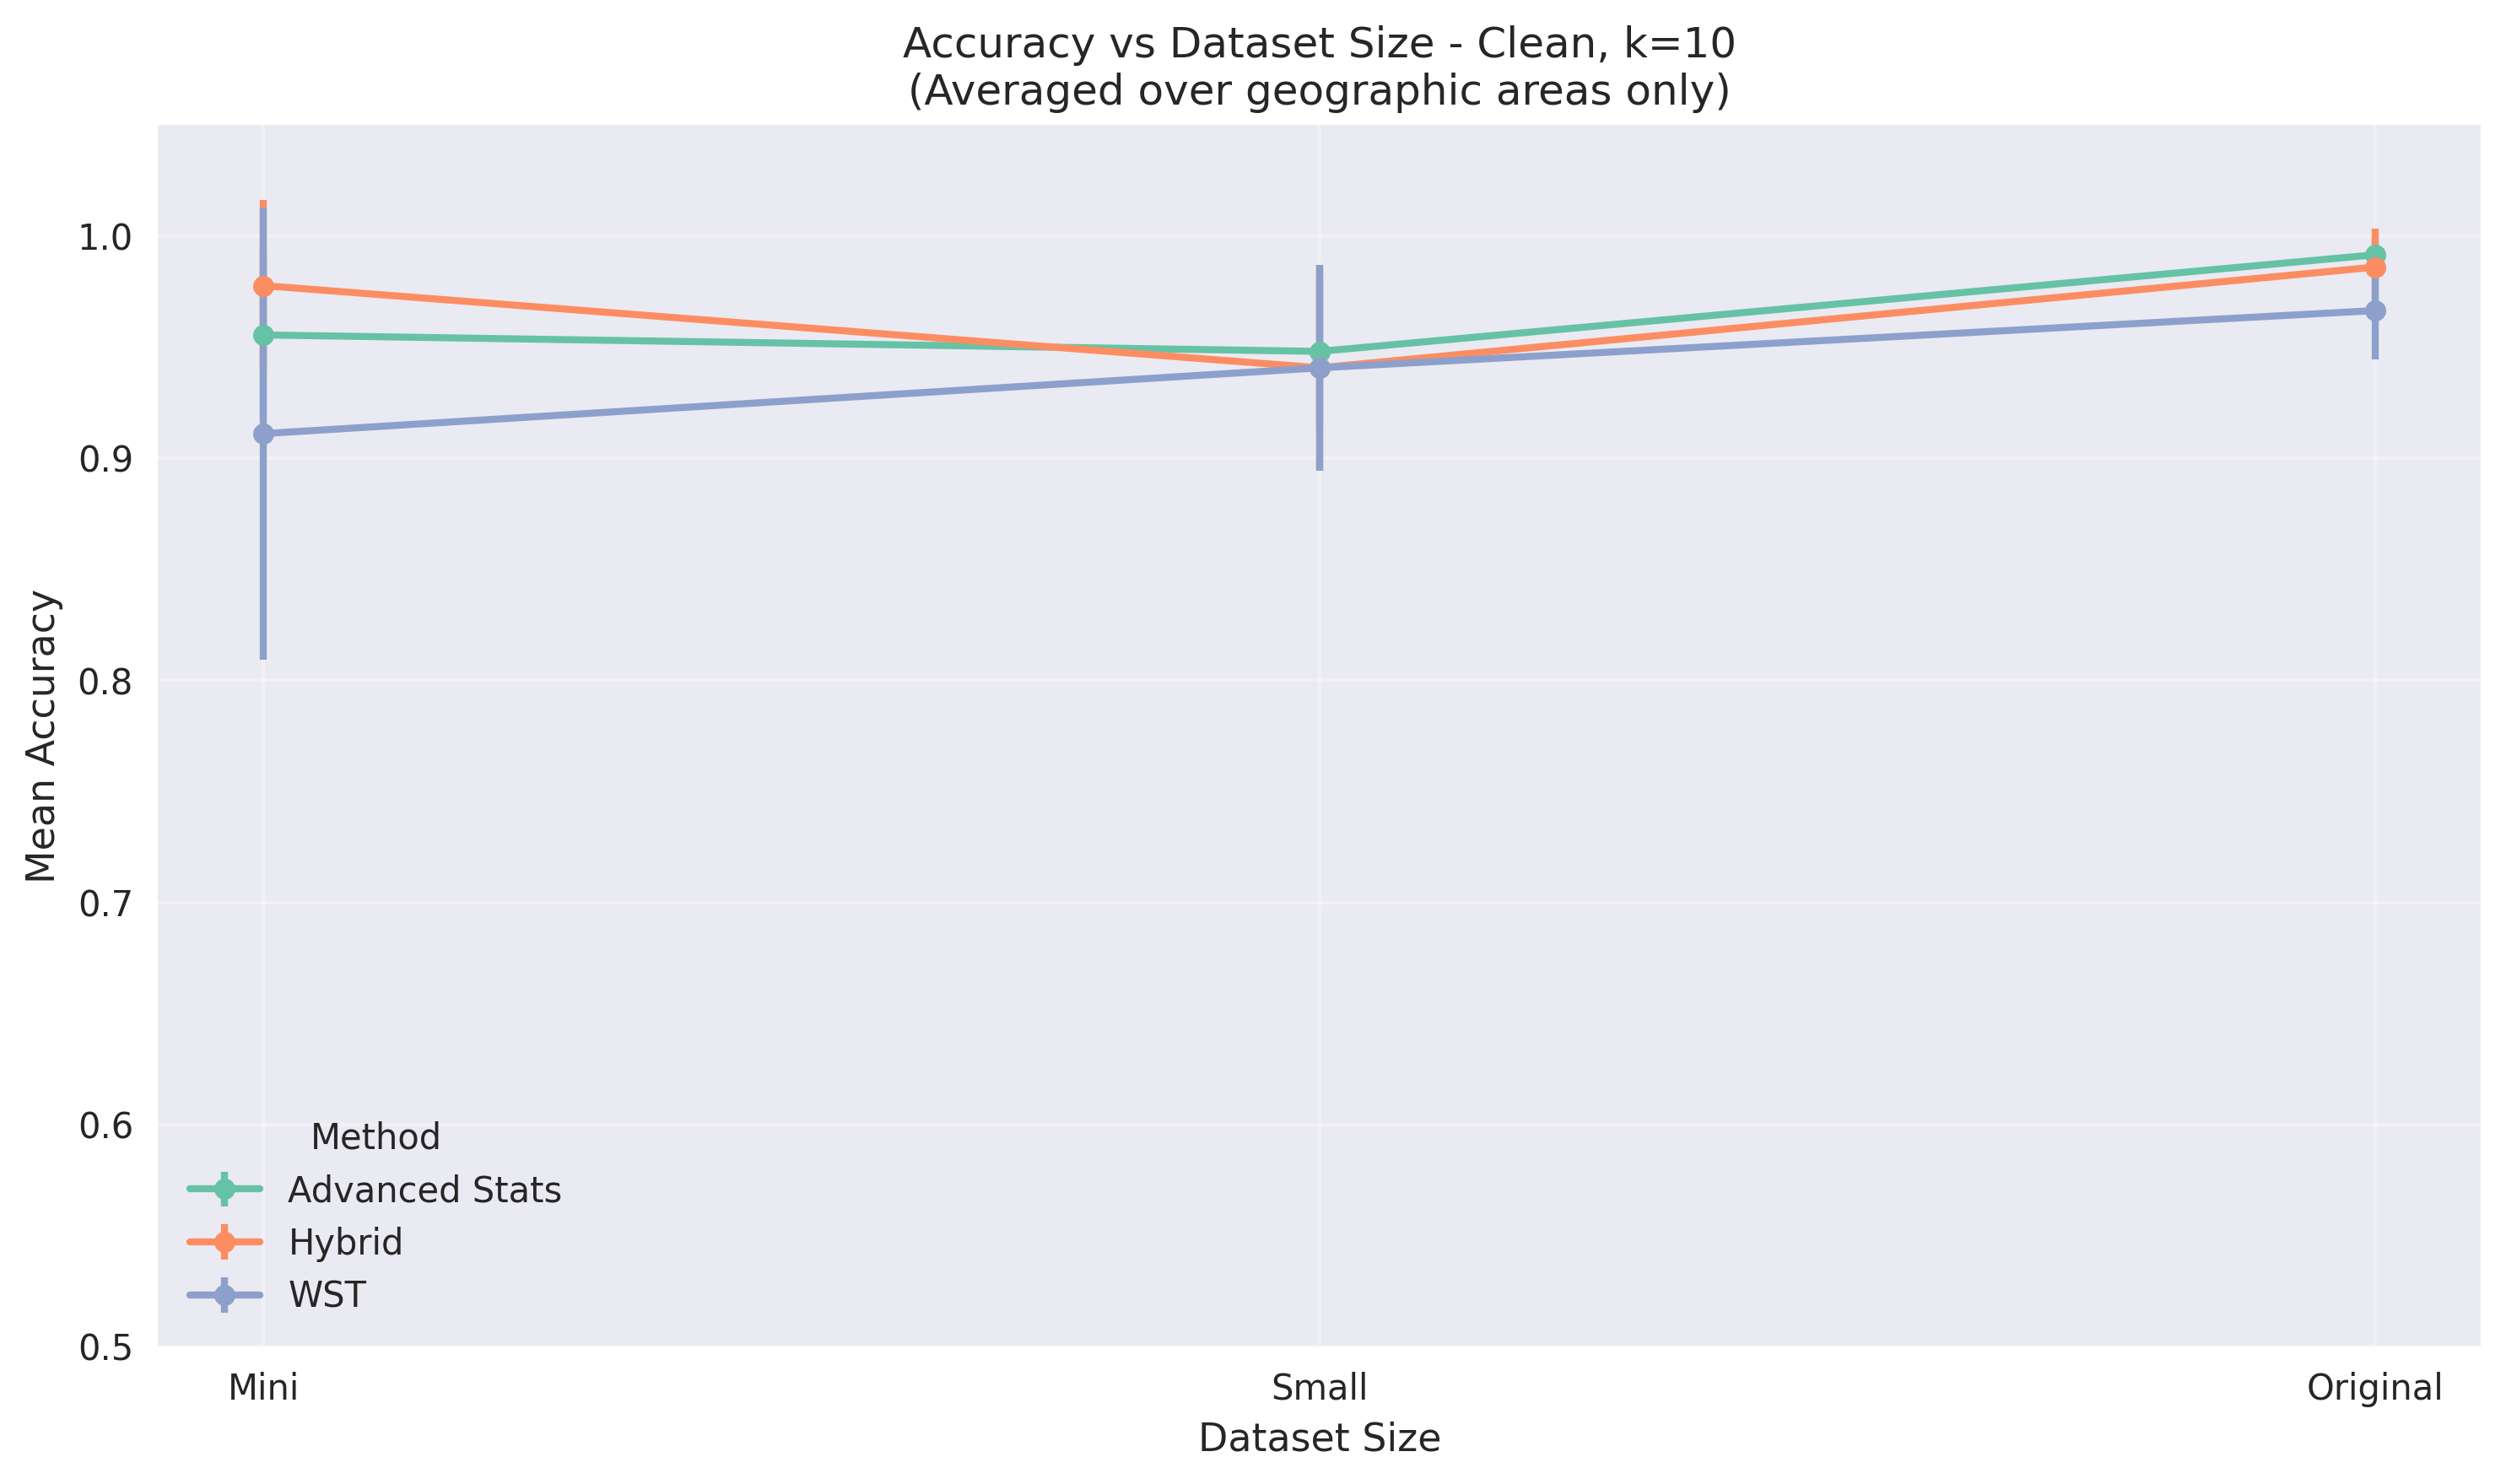 Accuracy vs Dataset Size - Clean, k=10
(Averaged over geographic areas only)
Mean Accuracy
1.0
0.9
0.8
0.7
0.6
0.5
Method
Advanced Stats
Hybrid
WST
Mini
Small
Original
Dataset Size